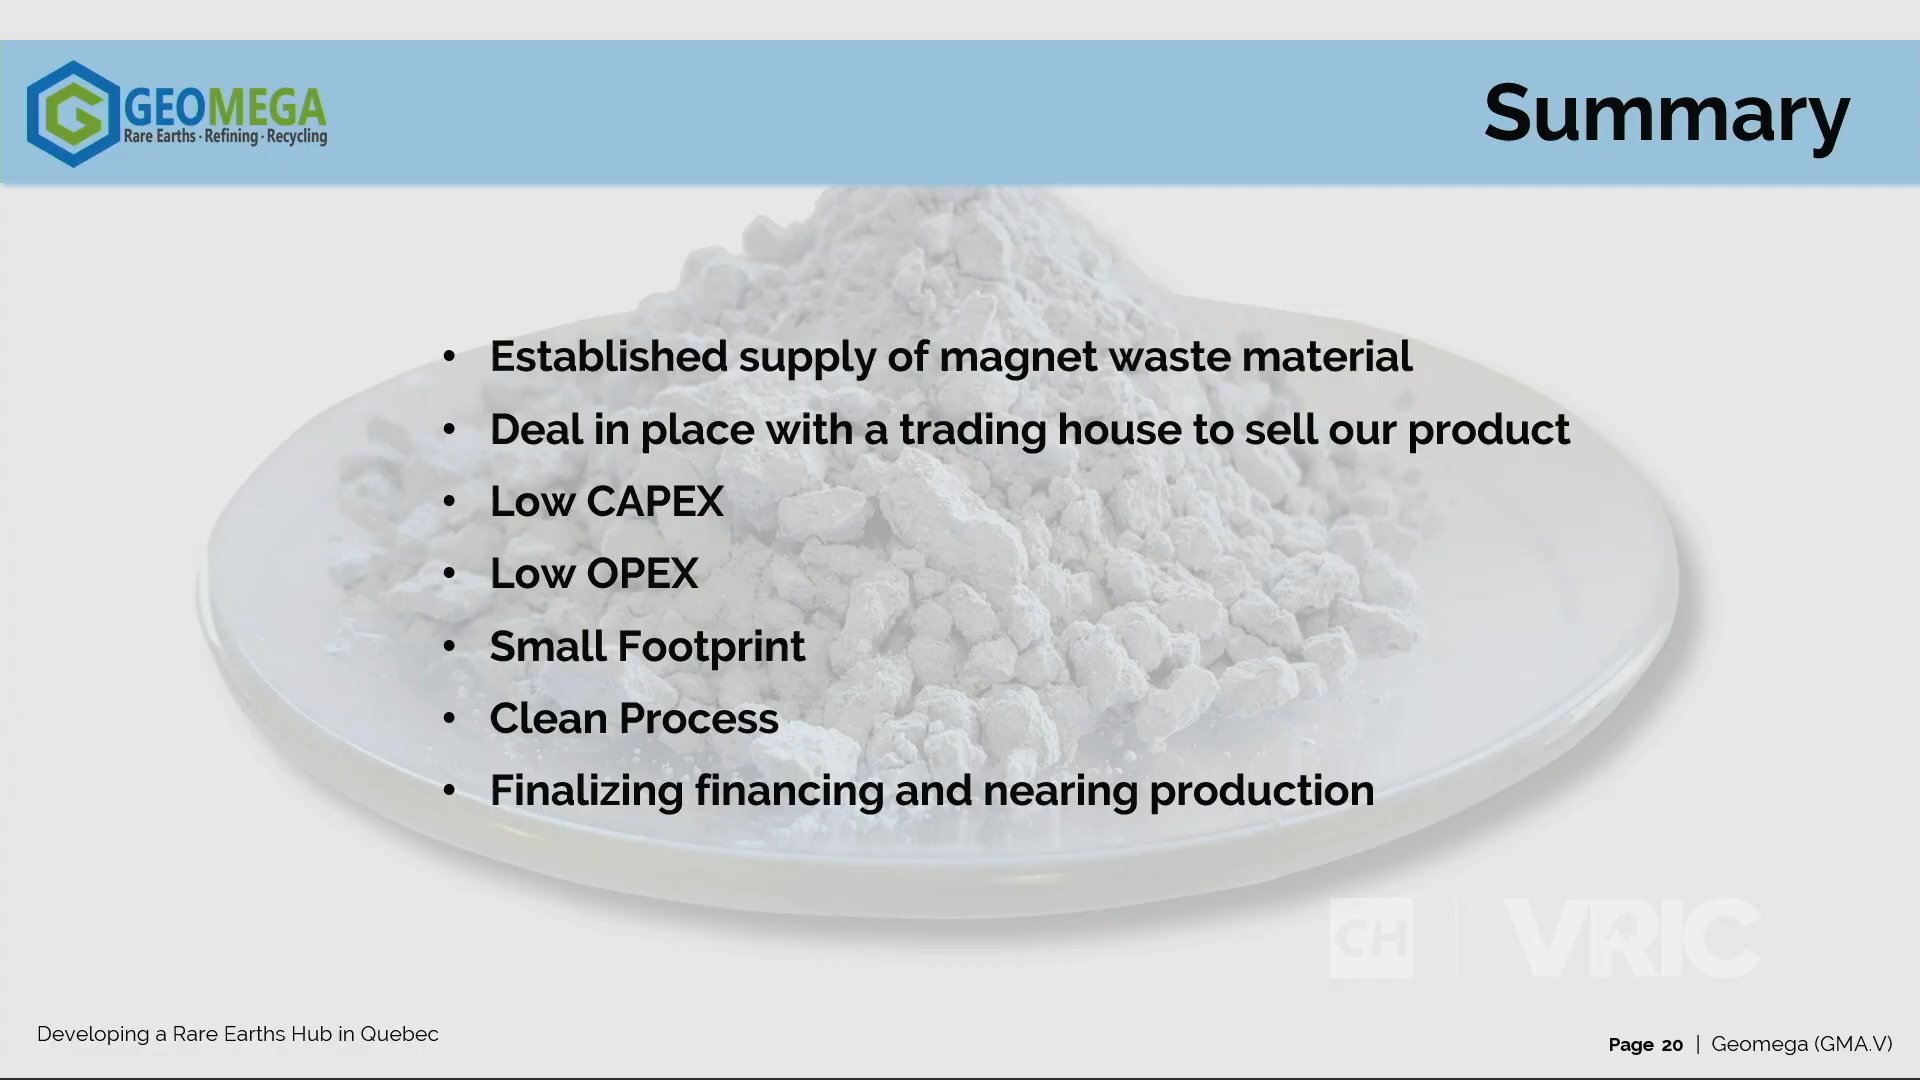 GEOMEGA
Rare Earths · Refining · Recycling
Summary
• Established supply of magnet waste material
• Deal in place with a trading house to sell our product
• Low CAPEX
• Low OPEX
• Small Footprint
• Clean Process
• Finalizing financing and nearing production
CH | VRIC
Developing a Rare Earths Hub in Quebec
Page 20 | Geomega (GMA.V)